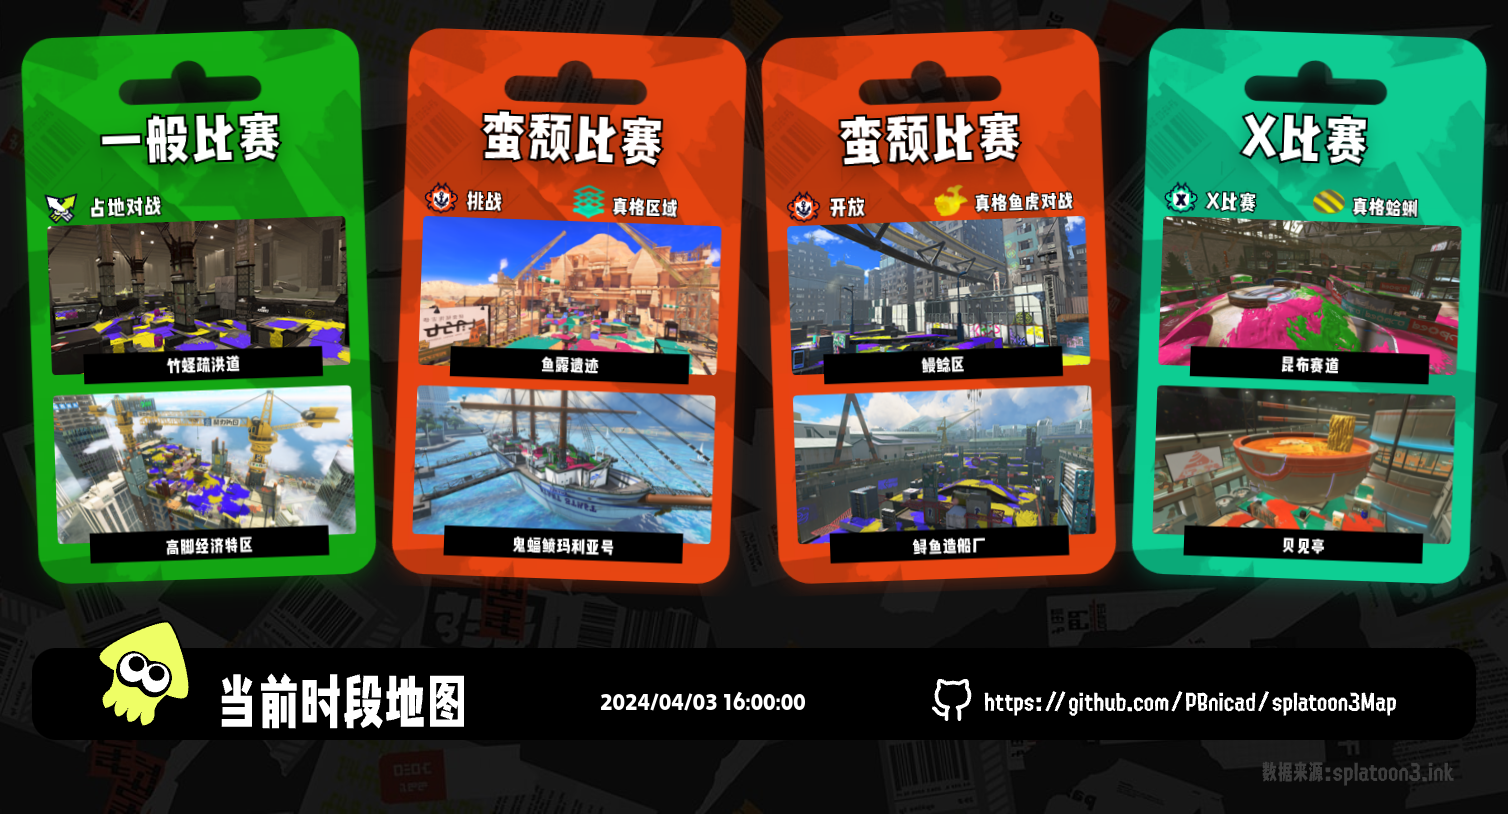 一般比赛
占地对战
竹蛏疏洪道
高脚经济特区
蛮颓比赛
挑战
真格区域
鱼露遗迹
鬼蝠鲼玛利亚号
蛮颓比赛
开放
真格鱼虎对战
鳗鲶区
鲟鱼造船厂
X比赛
X比赛
真格蛤蜊
昆布赛道
贝见亭
当前时段地图
2024/04/03 16:00:00
https://github.com/PBnicad/splatoon3Map
数据来源:splatoon3.ink